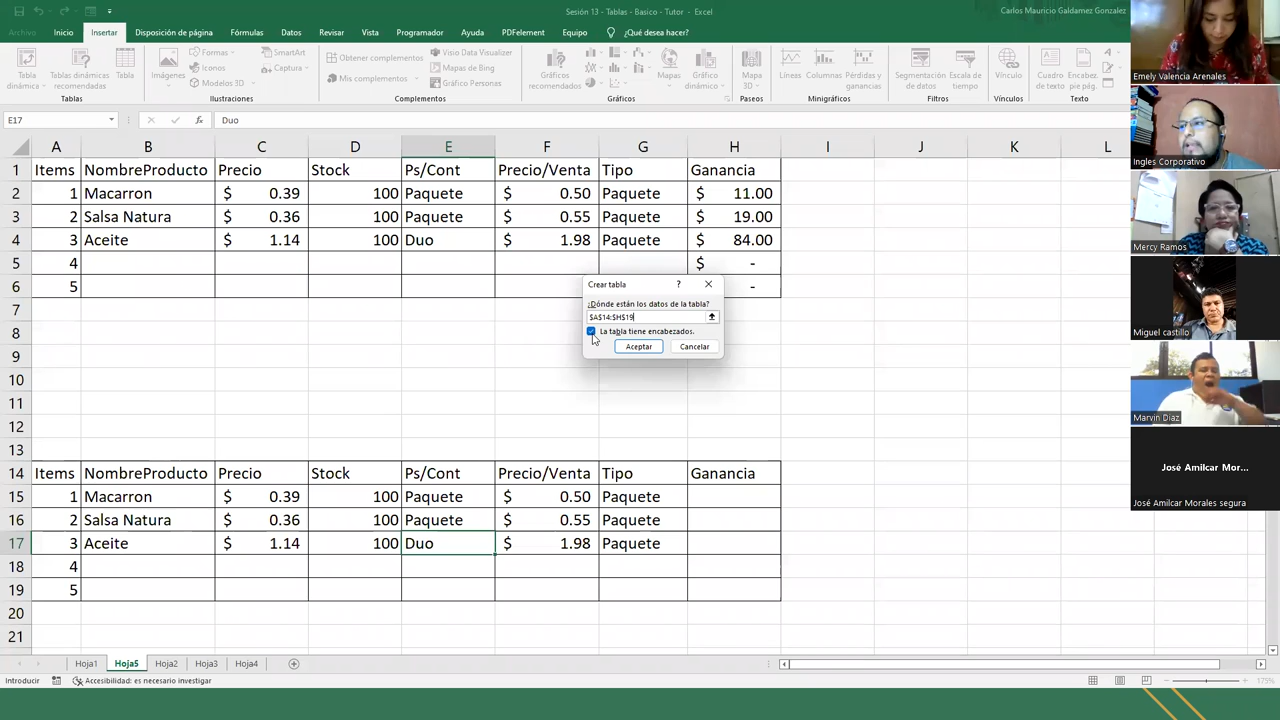 Sesión 13 - Tablas - Basico - Tutor - Excel
Carlos Mauricio Galdamez Gonzalez
Archivo Inicio Insertar Disposición de página Fórmulas Datos Revisar Vista Programador Ayuda PDFelement Equipo ¿Qué desea hacer?
Tabla dinámica
Tablas dinámicas recomendadas
Tabla
Tablas
Imágenes
Formas
Iconos
Modelos 3D
SmartArt
Captura
Ilustraciones
Obtener complementos
Mis complementos
Visio Data Visualizer
Mapas de Bing
Gráfico Personas
Complementos
Gráficos recomendados
Mapas
Gráfico dinámico
Gráficos
Mapa 3D
Paseos
Líneas
Columnas
Pérdidas y ganancias
Minigráficos
Segmentación de datos
Escala de tiempo
Filtros
Vínculo
Vínculos
Cuadro de texto
Encabez. pie pág.
Texto
E17 fx Duo
A B C D E F G H I J K L
1 Items NombreProducto Precio Stock Ps/Cont Precio/Venta Tipo Ganancia
2 1 Macarron $ 0.39 100 Paquete $ 0.50 Paquete $ 11.00
3 2 Salsa Natura $ 0.36 100 Paquete $ 0.55 Paquete $ 19.00
4 3 Aceite $ 1.14 100 Duo $ 1.98 Paquete $ 84.00
5 4 $ -
6 5 -
7
8
9
10
11
12
13
14 Items NombreProducto Precio Stock Ps/Cont Precio/Venta Tipo Ganancia
15 1 Macarron $ 0.39 100 Paquete $ 0.50 Paquete
16 2 Salsa Natura $ 0.36 100 Paquete $ 0.55 Paquete
17 3 Aceite $ 1.14 100 Duo $ 1.98 Paquete
18 4
19 5
20
21
Crear tabla ?
¿Dónde están los datos de la tabla?
$A$14:$H$19
La tabla tiene encabezados.
Aceptar Cancelar
Hoja1 Hoja5 Hoja2 Hoja3 Hoja4
Introducir Accesibilidad: es necesario investigar 175%
Emely Valencia Arenales
Ingles Corporativo
Mercy Ramos
Miguel castillo
Marvin Diaz
José Amilcar Mor...
José Amilcar Morales segura